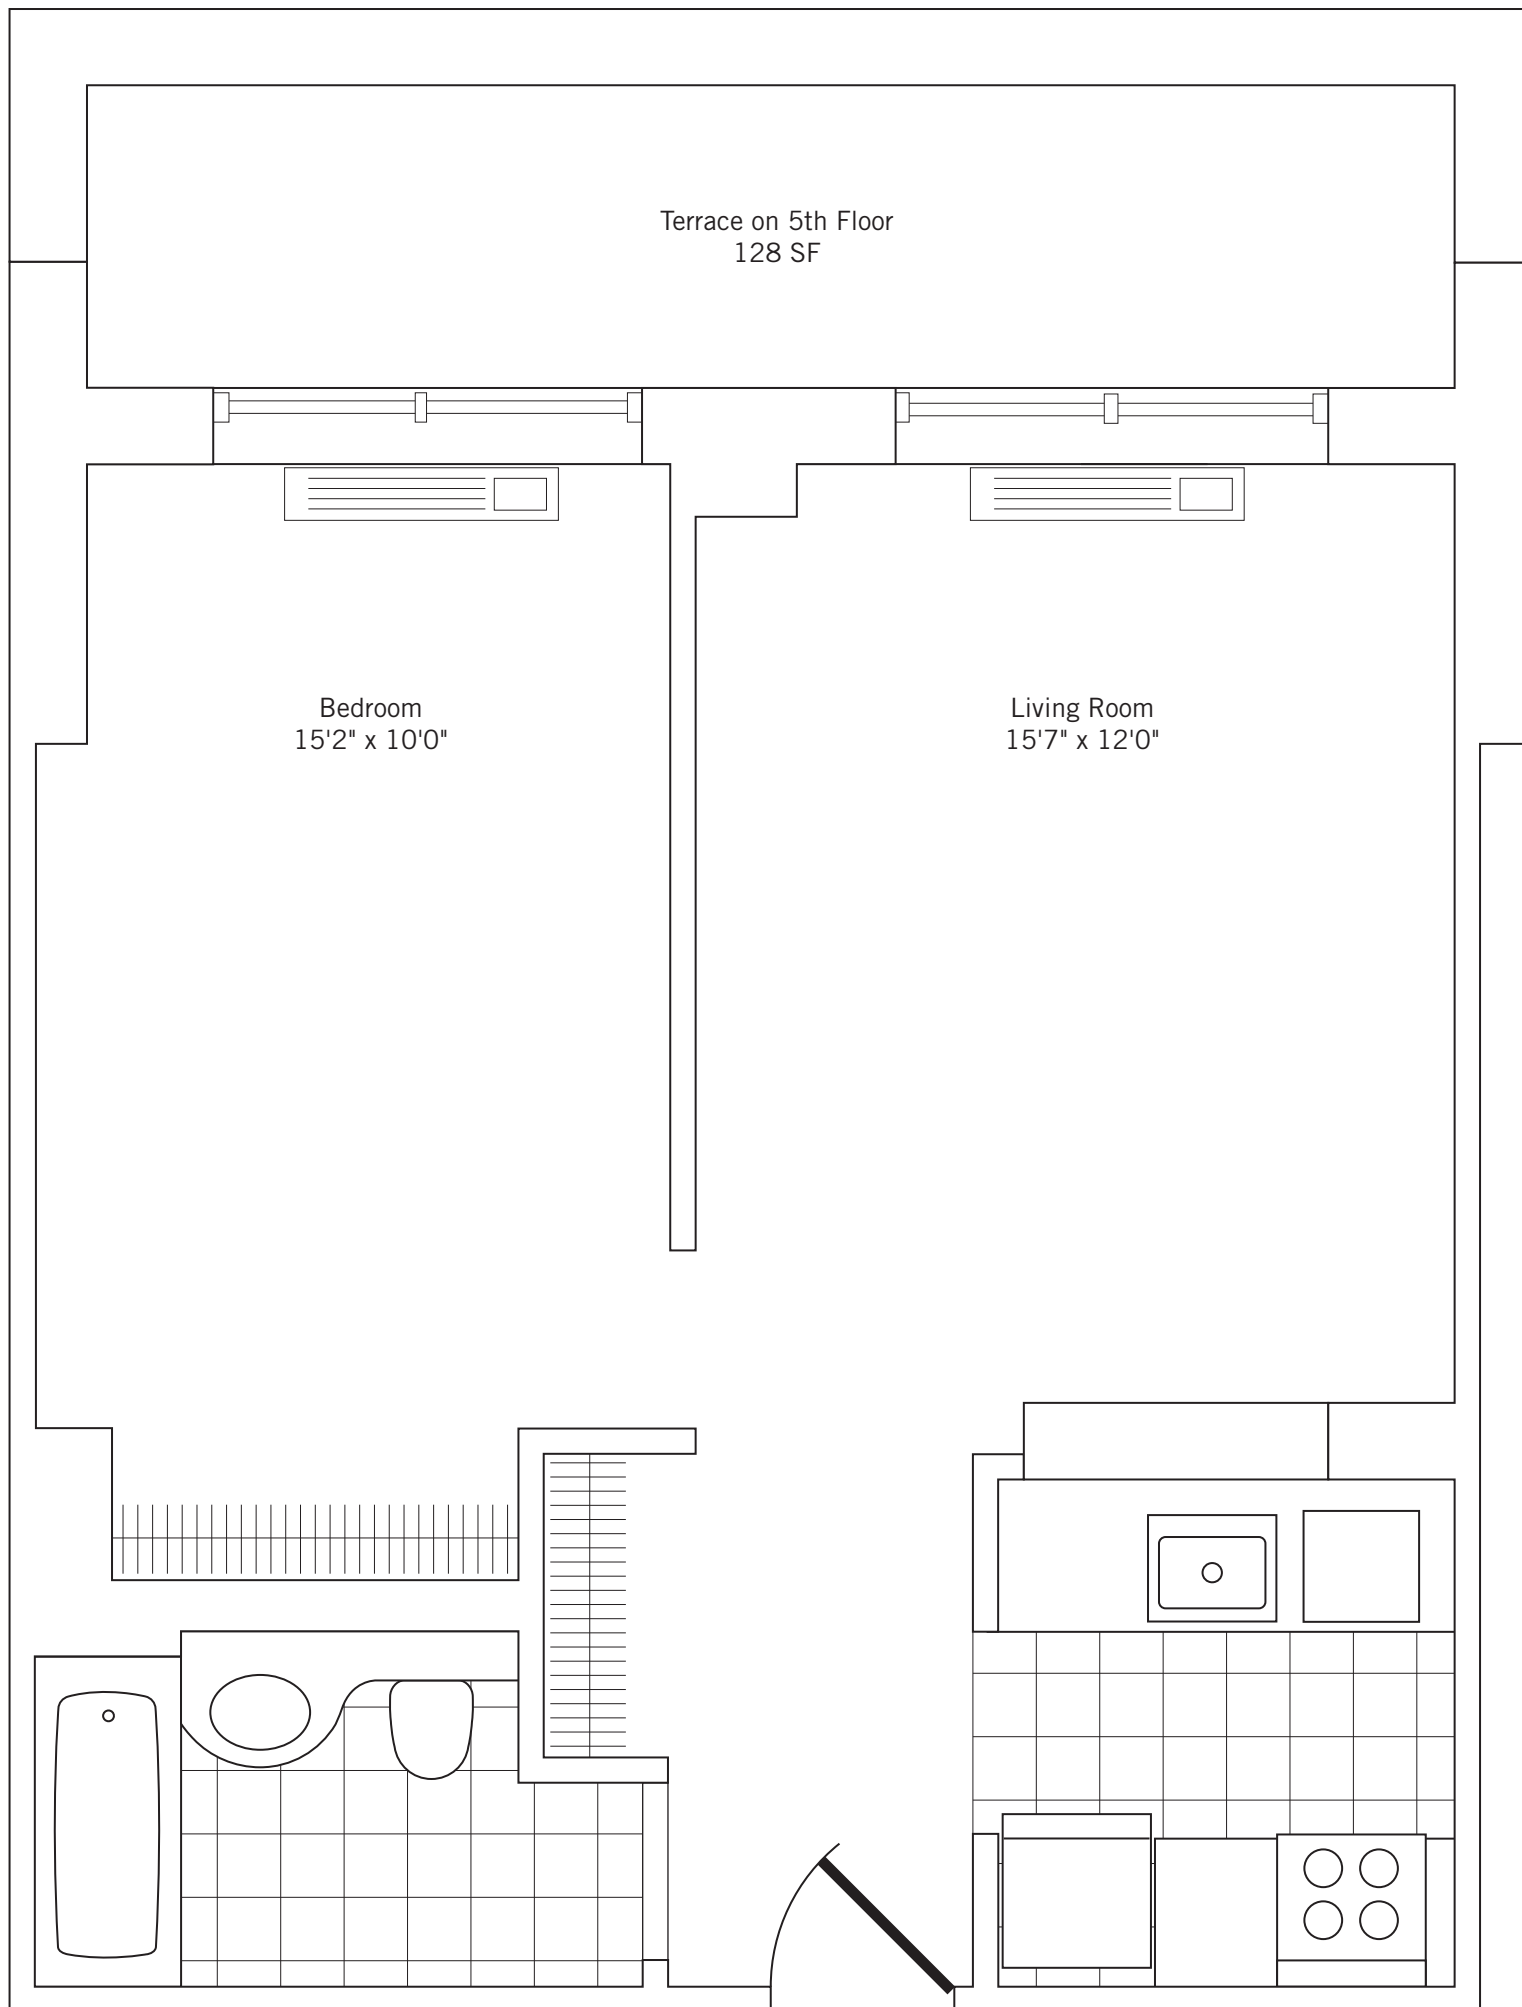 Terrace on 5th Floor
128 SF
Bedroom
15'2" x 10'0"
Living Room
15'7" x 12'0"